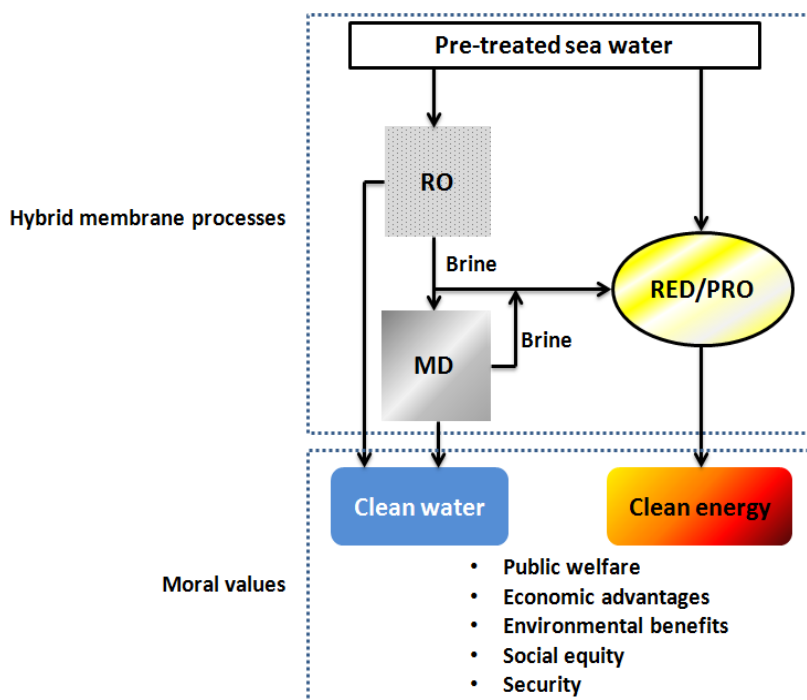 Pre-treated sea water
RO
Hybrid membrane processes
Brine
RED/PRO
Brine
MD
Clean water
Clean energy
Moral values
• Public welfare
• Economic advantages
• Environmental benefits
• Social equity
• Security